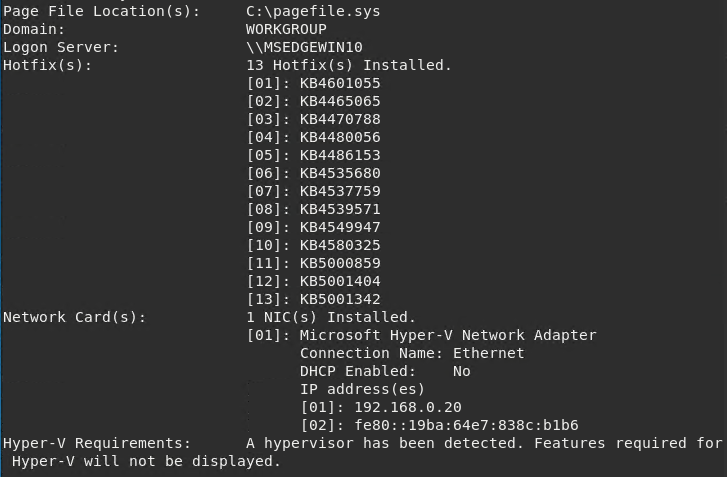 Page File Location(s):     C:\pagefile.sys
Domain:                    WORKGROUP
Logon Server:              \\MSEDGEWIN10
Hotfix(s):                 13 Hotfix(s) Installed.
                           [01]: KB4601055
                           [02]: KB4465065
                           [03]: KB4470788
                           [04]: KB4480056
                           [05]: KB4486153
                           [06]: KB4535680
                           [07]: KB4537759
                           [08]: KB4539571
                           [09]: KB4549947
                           [10]: KB4580325
                           [11]: KB5000859
                           [12]: KB5001404
                           [13]: KB5001342
Network Card(s):           1 NIC(s) Installed.
                           [01]: Microsoft Hyper-V Network Adapter
                                 Connection Name: Ethernet
                                 DHCP Enabled:    No
                                 IP address(es)
                                 [01]: 192.168.0.20
                                 [02]: fe80::19ba:64e7:838c:b1b6
Hyper-V Requirements:      A hypervisor has been detected. Features required for
 Hyper-V will not be displayed.